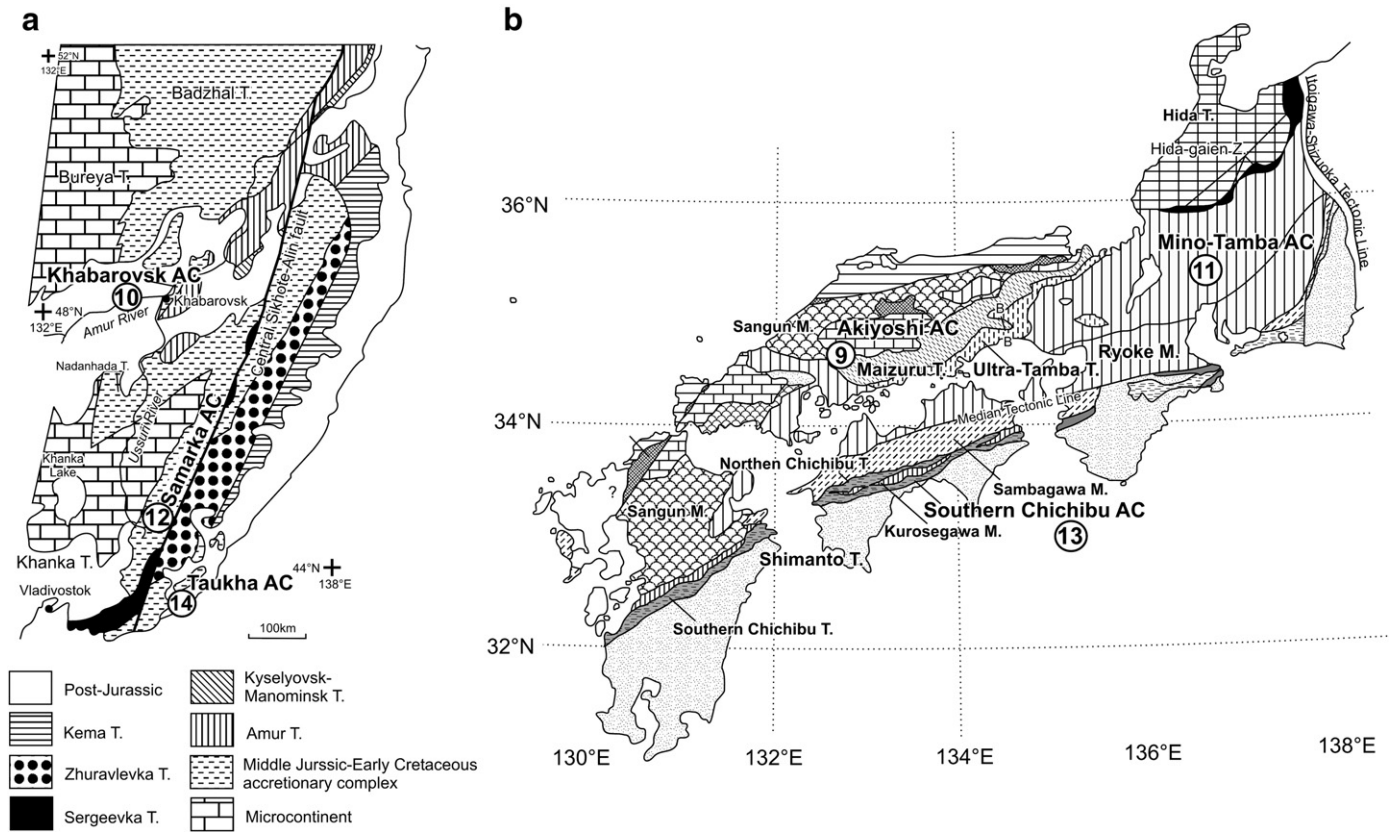 a
52°N
132°E
Badzhal T.
Bureya T.
Khabarovsk AC
10
Khabarovsk
48°N
132°E
Amur River
Central Sikhote-Alin fault
Nadanhada T.
Ussuri River
Samarka AC
Khanka
Lake
12
Khanka T.
44°N
138°E
Taukha AC
Vladivostok
14
100km
Post-Jurassic
Kema T.
Zhuravlevka T.
Sergeevka T.
Kyselyovsk-
Manominsk T.
Amur T.
Middle Jurssic-Early Cretaceous
accretionary complex
Microcontinent
b
Hida T.
Hida-gaien Z.
Itoigawa-Shizuoka Tectonic Line
36°N
Mino-Tamba AC
11
Sangun M.
Akiyoshi AC
B
B
9
Maizuru T.
Ultra-Tamba T.
Ryoke M.
34°N
Median Tectonic Line
Northen Chichibu T.
Sambagawa M.
?
Sangun M.
Southern Chichibu AC
Kurosegawa M.
13
Shimanto T.
Southern Chichibu T.
32°N
130°E
132°E
134°E
136°E
138°E